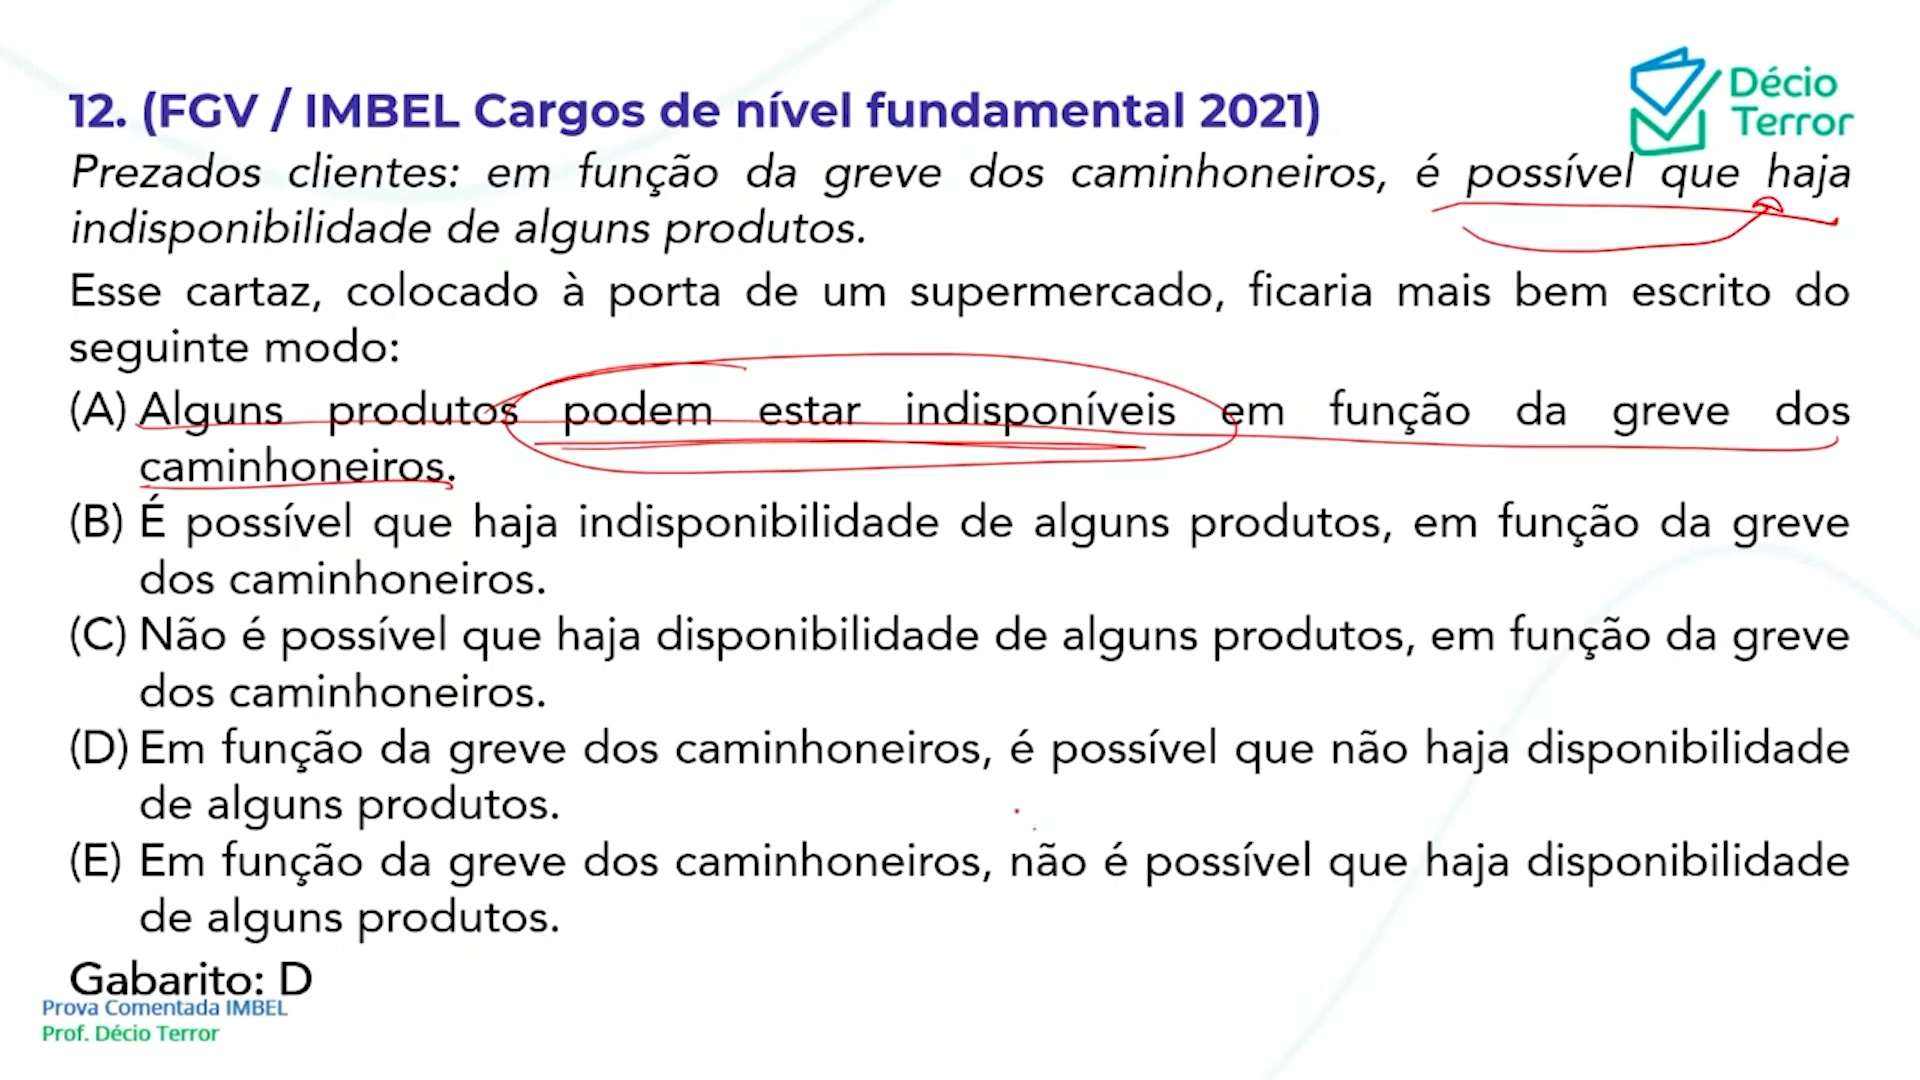 Décio
Terror
12. (FGV / IMBEL Cargos de nível fundamental 2021)
Prezados clientes: em função da greve dos caminhoneiros, é possível que haja
indisponibilidade de alguns produtos.
Esse cartaz, colocado à porta de um supermercado, ficaria mais bem escrito do
seguinte modo:
(A) Alguns produtos podem estar indisponíveis em função da greve dos
caminhoneiros.
(B) É possível que haja indisponibilidade de alguns produtos, em função da greve
dos caminhoneiros.
(C) Não é possível que haja disponibilidade de alguns produtos, em função da greve
dos caminhoneiros.
(D) Em função da greve dos caminhoneiros, é possível que não haja disponibilidade
de alguns produtos.
(E) Em função da greve dos caminhoneiros, não é possível que haja disponibilidade
de alguns produtos.
Gabarito: D
Prova Comentada IMBEL
Prof. Décio Terror